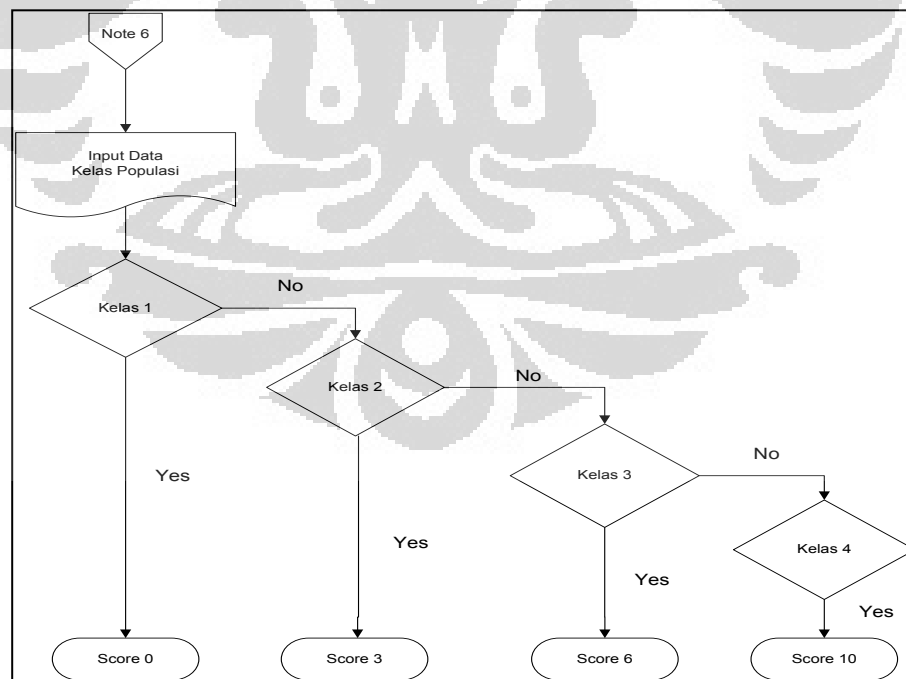 Note 6
Input Data
Kelas Populasi
Kelas 1
No
Kelas 2
No
Kelas 3
No
Kelas 4
Yes
Yes
Yes
Yes
Score 0
Score 3
Score 6
Score 10